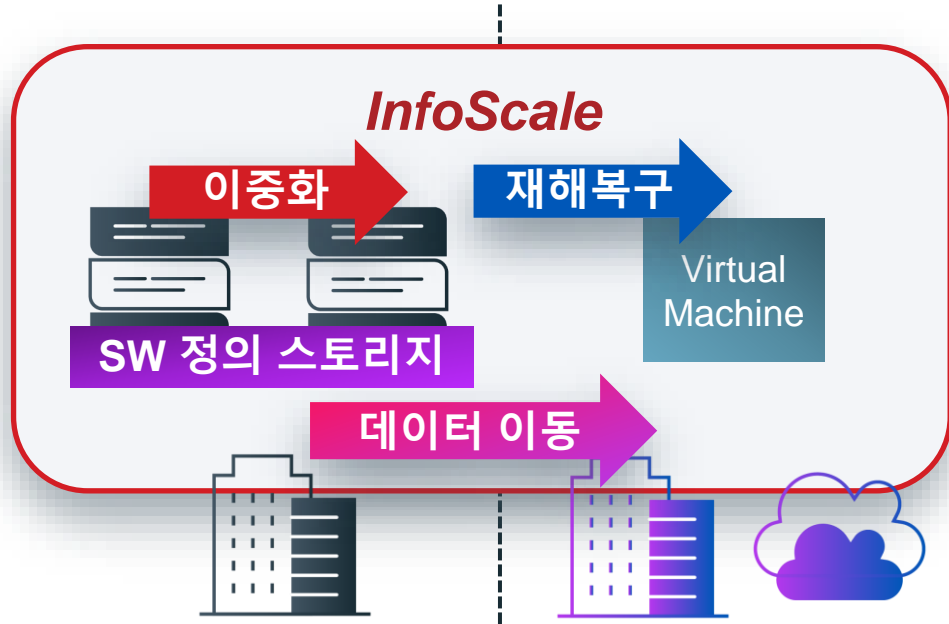 InfoScale
이중화
재해복구
Virtual
Machine
SW 정의 스토리지
데이터 이동